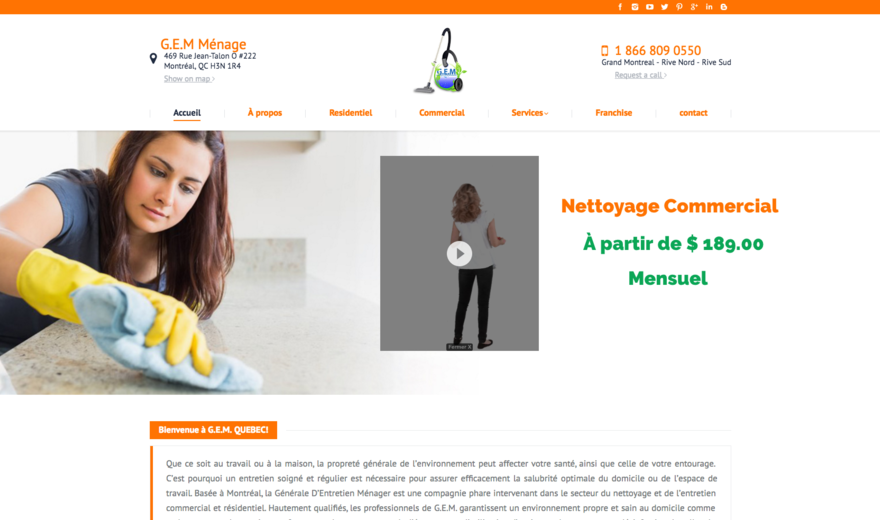 G.E.M Ménage
469 Rue Jean-Talon O #222
Montréal, QC H3N 1R4
Show on map ›
G.E.M.
1 866 809 0550
Grand Montreal - Rive Nord - Rive Sud
Request a call ›
Accueil
À propos
Residentiel
Commercial
Services
Franchise
contact
Nettoyage Commercial
À partir de $ 189.00
Mensuel
Fermer X
Bienvenue à G.E.M. QUEBEC!
Que ce soit au travail ou à la maison, la propreté générale de l'environnement peut affecter votre santé, ainsi que celle de votre entourage.
C'est pourquoi un entretien soigné et régulier est nécessaire pour assurer efficacement la salubrité optimale du domicile ou de l'espace de
travail. Basée à Montréal, la Générale D'Entretien Ménager est une compagnie phare intervenant dans le secteur du nettoyage et de l'entretien
commercial et résidentiel. Hautement qualifiés, les professionnels de G.E.M. garantissent un environnement propre et sain au domicile comme